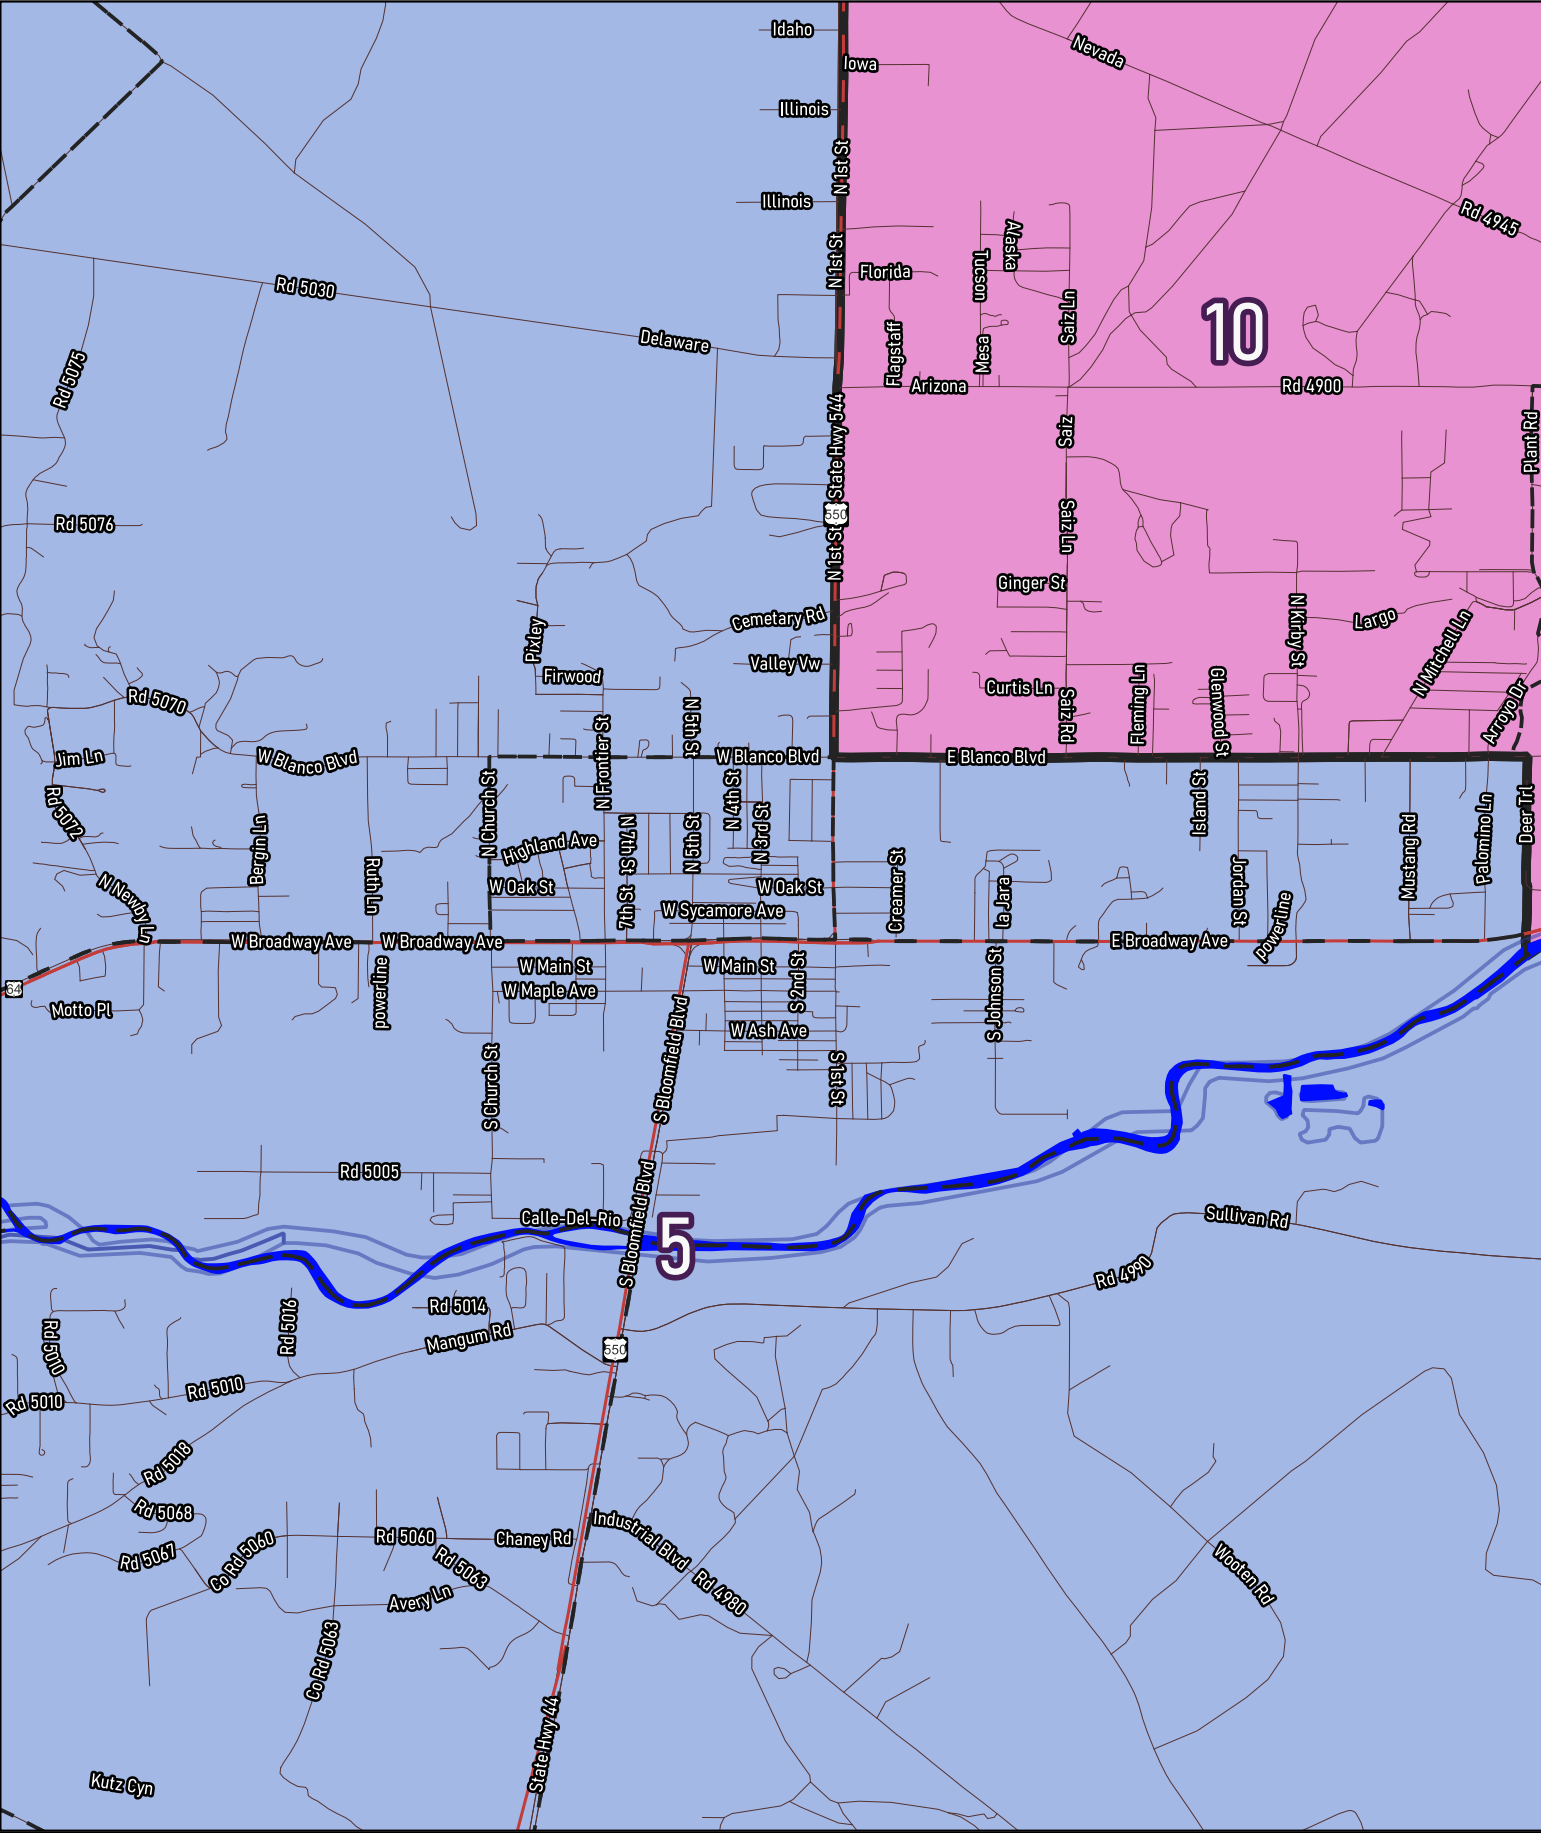 Idaho
Nevada
Iowa
Illinois
N 1st St
Illinois
Rd 4945
Alaska
N 1st St
Tucson
Florida
Rd 5030
Saiz Ln
10
Delaware
Flagstaff
Mesa
Rd 5075
Arizona
Rd 4900
State Hwy 544
Saiz
Plant Rd
550
Rd 5076
Saiz Ln
N 1st St
Ginger St
N Kirby St
Largo
Cemetary Rd
Pixley
N Mitchell Ln
Valley Vw
Firwood
Curtis Ln
Rd 5070
Saiz Rd
Fleming Ln
Glenwood St
Arroyo Dr
N 5th St
N Frontier St
Jim Ln
W Blanco Blvd
W Blanco Blvd
E Blanco Blvd
Rd 5072
N Church St
N 4th St
Island St
Deer Trl
Bergin Ln
Highland Ave
N 7th St
N 5th St
N 3rd St
Palomino Ln
Mustang Rd
Ruth Ln
W Oak St
W Oak St
Creamer St
la Jara
Jordan St
N Newby Ln
7th St
W Sycamore Ave
powerline
W Broadway Ave
W Broadway Ave
E Broadway Ave
64
powerline
W Main St
W Main St
S 2nd St
S Johnson St
W Maple Ave
Motto Pl
S Bloomfield Blvd
W Ash Ave
S Church St
S 1st St
Rd 5005
S Bloomfield Blvd
Calle-Del-Rio
5
Sullivan Rd
Rd 4990
Rd 5014
Rd 5016
Rd 5010
Mangum Rd
550
Rd 5010
Rd 5010
Rd 5018
Rd 5068
Rd 5067
Co Rd 5060
Rd 5060
Chaney Rd
Industrial Blvd
Rd 5063
Rd 4980
Wooten Rd
Avery Ln
Co Rd 5063
State Hwy 44
Kutz Cyn